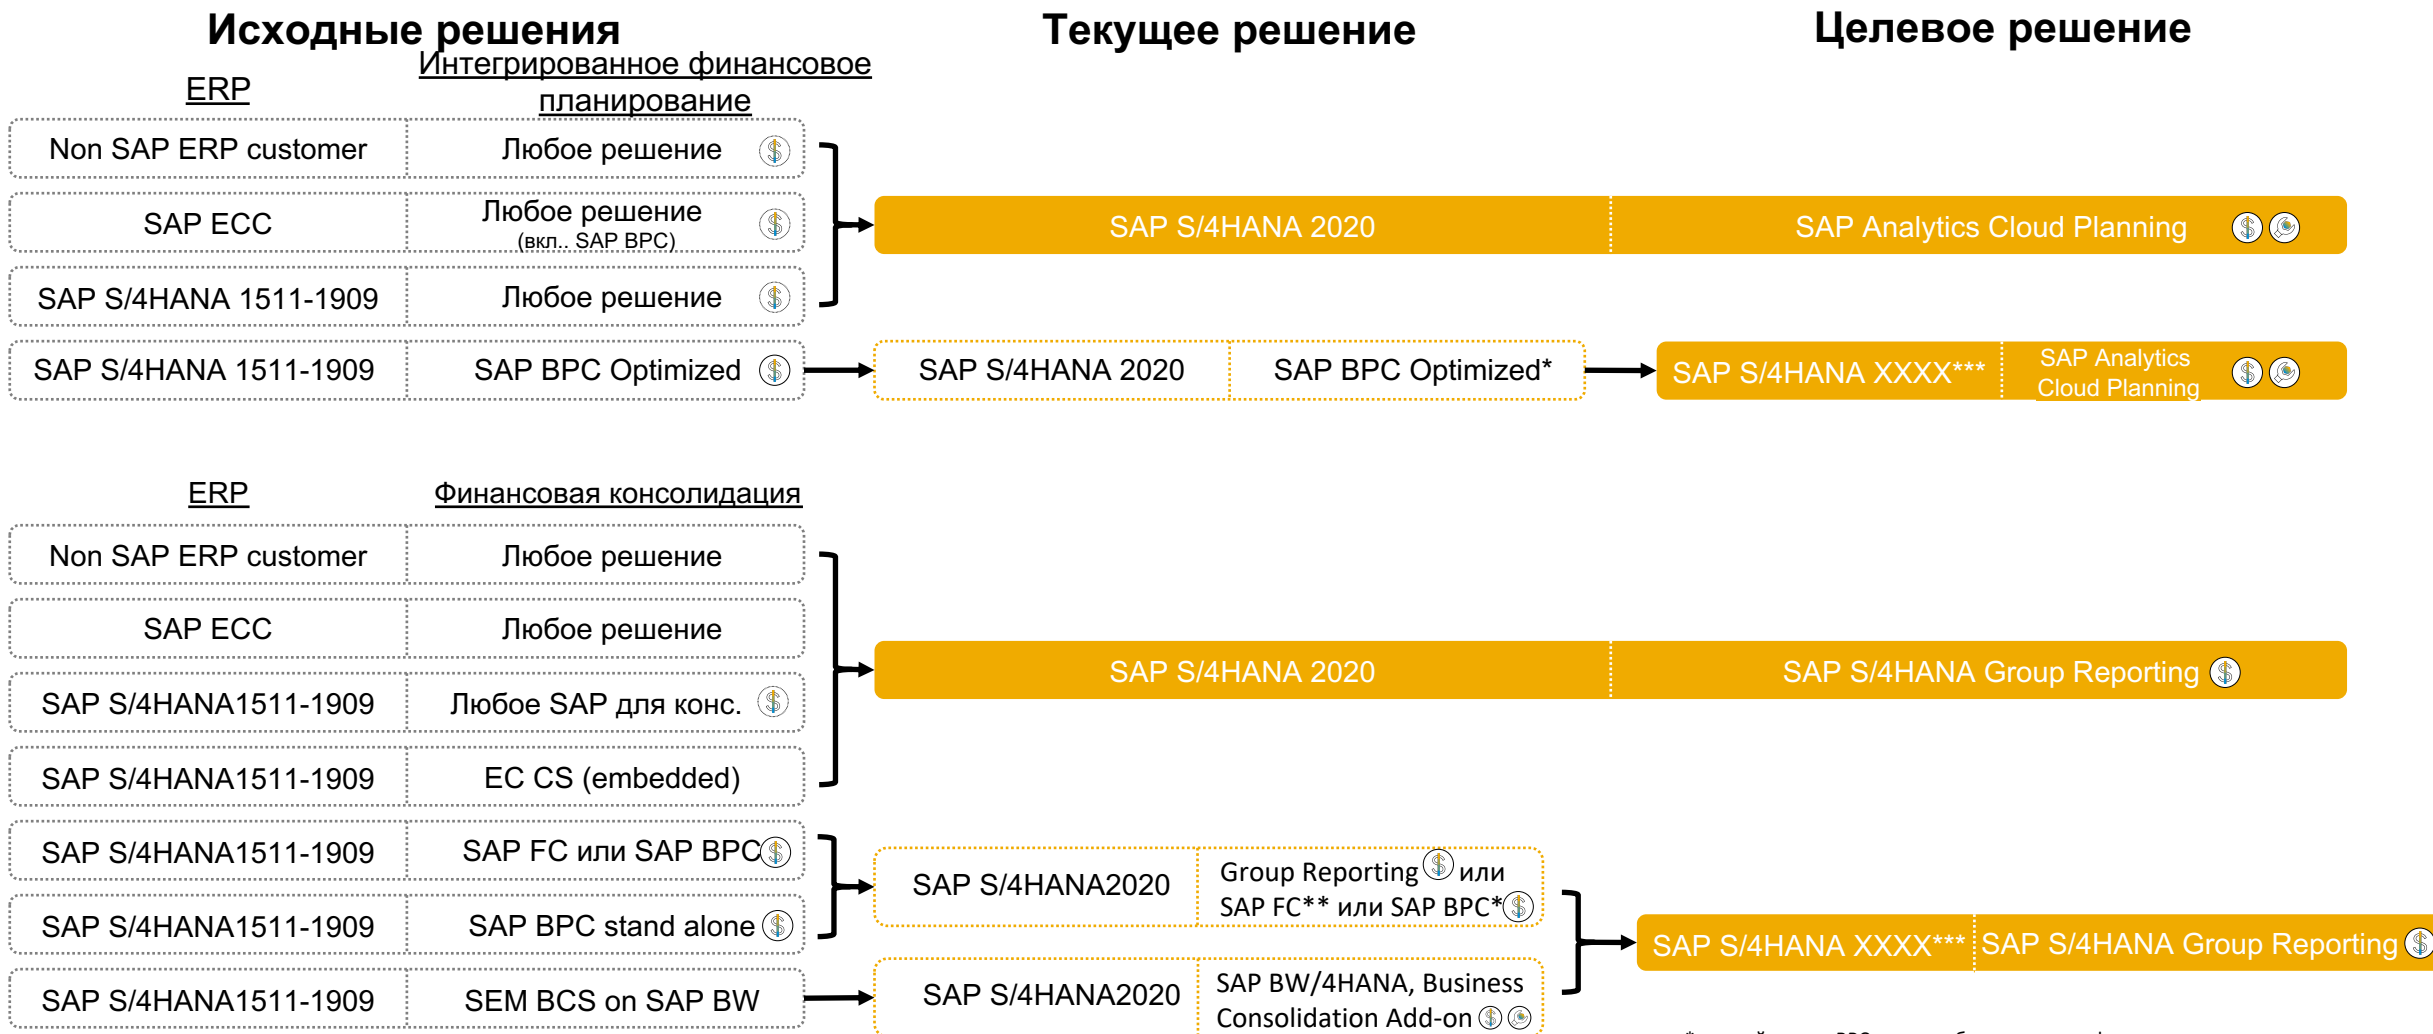 Исходные решения
Текущее решение
Целевое решение
ERP
Интегрированное финансовое
планирование
Non SAP ERP customer
Любое решение
SAP ECC
Любое решение
(вкл.. SAP BPC)
SAP S/4HANA 2020
SAP Analytics Cloud Planning
SAP S/4HANA 1511-1909
Любое решение
SAP S/4HANA 1511-1909
SAP BPC Optimized
SAP S/4HANA 2020
SAP BPC Optimized*
SAP S/4HANA XXXX***
SAP Analytics
Cloud Planning
ERP
Финансовая консолидация
Non SAP ERP customer
Любое решение
SAP ECC
Любое решение
SAP S/4HANA1511-1909
Любое SAP для конс.
SAP S/4HANA 2020
SAP S/4HANA Group Reporting
SAP S/4HANA1511-1909
EC CS (embedded)
SAP S/4HANA1511-1909
SAP FC или SAP BPC
SAP S/4HANA2020
Group Reporting или
SAP FC** или SAP BPC*
SAP S/4HANA1511-1909
SAP BPC stand alone
SAP S/4HANA XXXX***
SAP S/4HANA Group Reporting
SAP S/4HANA1511-1909
SEM BCS on SAP BW
SAP S/4HANA2020
SAP BW/4HANA, Business
Consolidation Add-on